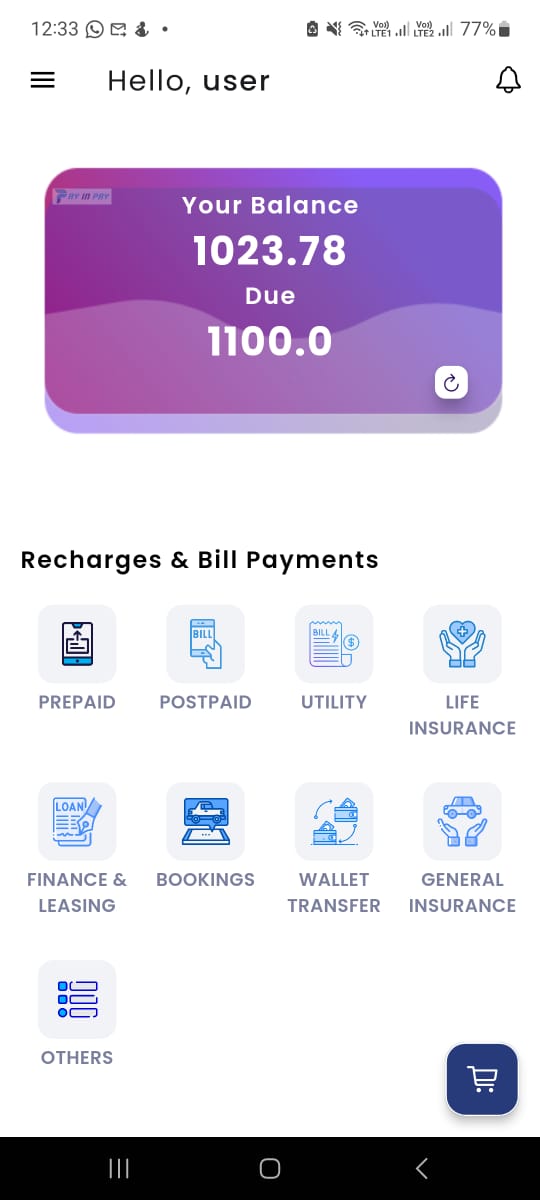 12:33
Vo)) LTE1
Vo)) LTE2
77%
Hello, user
PAY IN PAY
Your Balance
1023.78
Due
1100.0
Recharges & Bill Payments
BILL
BILL
$
PREPAID
POSTPAID
UTILITY
LIFE
INSURANCE
LOAN
FINANCE &
LEASING
BOOKINGS
WALLET
TRANSFER
GENERAL
INSURANCE
OTHERS